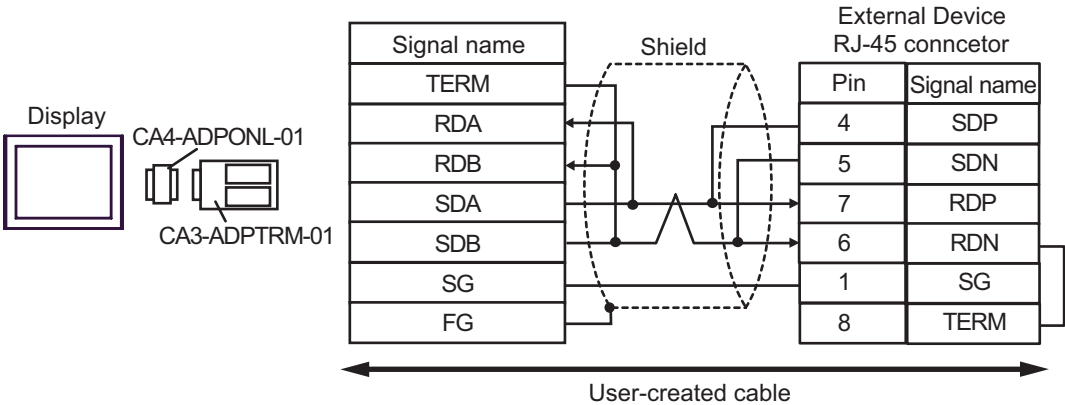 External Device
RJ-45 conncetor
Signal name
Shield
Pin
Signal name
TERM
Display
RDA
4
SDP
CA4-ADPONL-01
RDB
5
SDN
SDA
7
RDP
CA3-ADPTRM-01
SDB
6
RDN
SG
1
SG
FG
8
TERM
User-created cable